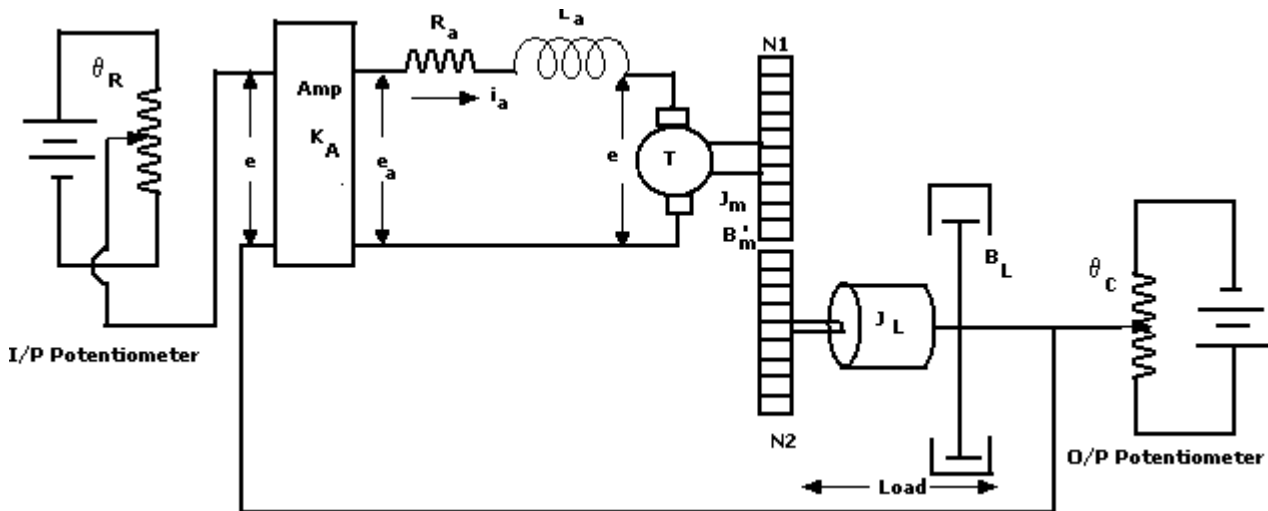 θR
I/P Potentiometer
e
Amp
KA
ea
Ra
La
ia
e
T
Jm
B'm
N1
N2
JL
BL
Load
θC
O/P Potentiometer